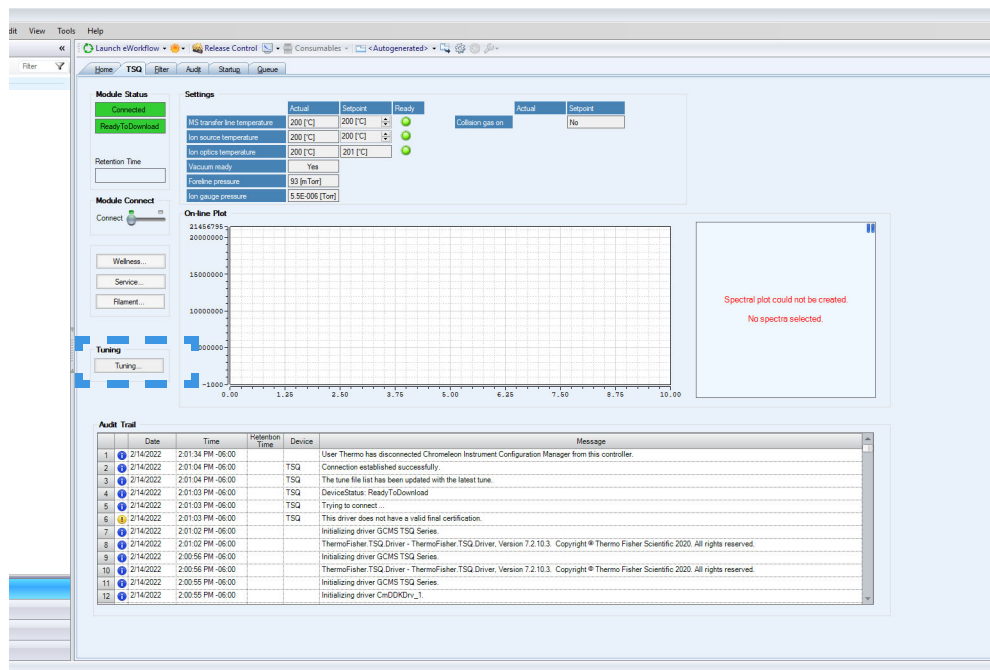 dit View Tools Help
« Launch eWorkflow Release Control Consumables <Autogenerated>
Filter Home TSQ Filter Audit Startup Queue
Module Status
Connected
ReadyToDownload
Retention Time
Module Connect
Connect
Wellness...
Service...
Filament...
Tuning
Tuning...
Settings
Actual Setpoint Ready Actual Setpoint
MS transfer line temperature 200 [°C] 200 [°C] Collision gas on No
Ion source temperature 200 [°C] 200 [°C]
Ion optics temperature 200 [°C] 201 [°C]
Vacuum ready Yes
Foreline pressure 93 [mTorr]
Ion gauge pressure 5.5E-006 [Torr]
On-line Plot
21456795
20000000
15000000
10000000
-1000
0.00 1.25 2.50 3.75 5.00 6.25 7.50 8.75 10.00
Spectral plot could not be created.
No spectra selected.
Audit Trail
Date Time Retention Time Device Message
1 2/14/2022 2:01:34 PM -06:00 User Thermo has disconnected Chromeleon Instrument Configuration Manager from this controller.
2 2/14/2022 2:01:04 PM -06:00 TSQ Connection established successfully.
3 2/14/2022 2:01:04 PM -06:00 TSQ The tune file list has been updated with the latest tune.
4 2/14/2022 2:01:03 PM -06:00 TSQ DeviceStatus: ReadyToDownload
5 2/14/2022 2:01:03 PM -06:00 TSQ Trying to connect ...
6 2/14/2022 2:01:03 PM -06:00 TSQ This driver does not have a valid final certification.
7 2/14/2022 2:01:02 PM -06:00 Initializing driver GCMS TSQ Series.
8 2/14/2022 2:01:02 PM -06:00 ThermoFisher.TSQ.Driver - ThermoFisher.TSQ.Driver, Version 7.2.10.3. Copyright ® Thermo Fisher Scientific 2020. All rights reserved.
9 2/14/2022 2:00:56 PM -06:00 Initializing driver GCMS TSQ Series.
10 2/14/2022 2:00:56 PM -06:00 ThermoFisher.TSQ.Driver - ThermoFisher.TSQ.Driver, Version 7.2.10.3. Copyright ® Thermo Fisher Scientific 2020. All rights reserved.
11 2/14/2022 2:00:55 PM -06:00 Initializing driver GCMS TSQ Series.
12 2/14/2022 2:00:55 PM -06:00 Initializing driver CmDDKDrv_1.